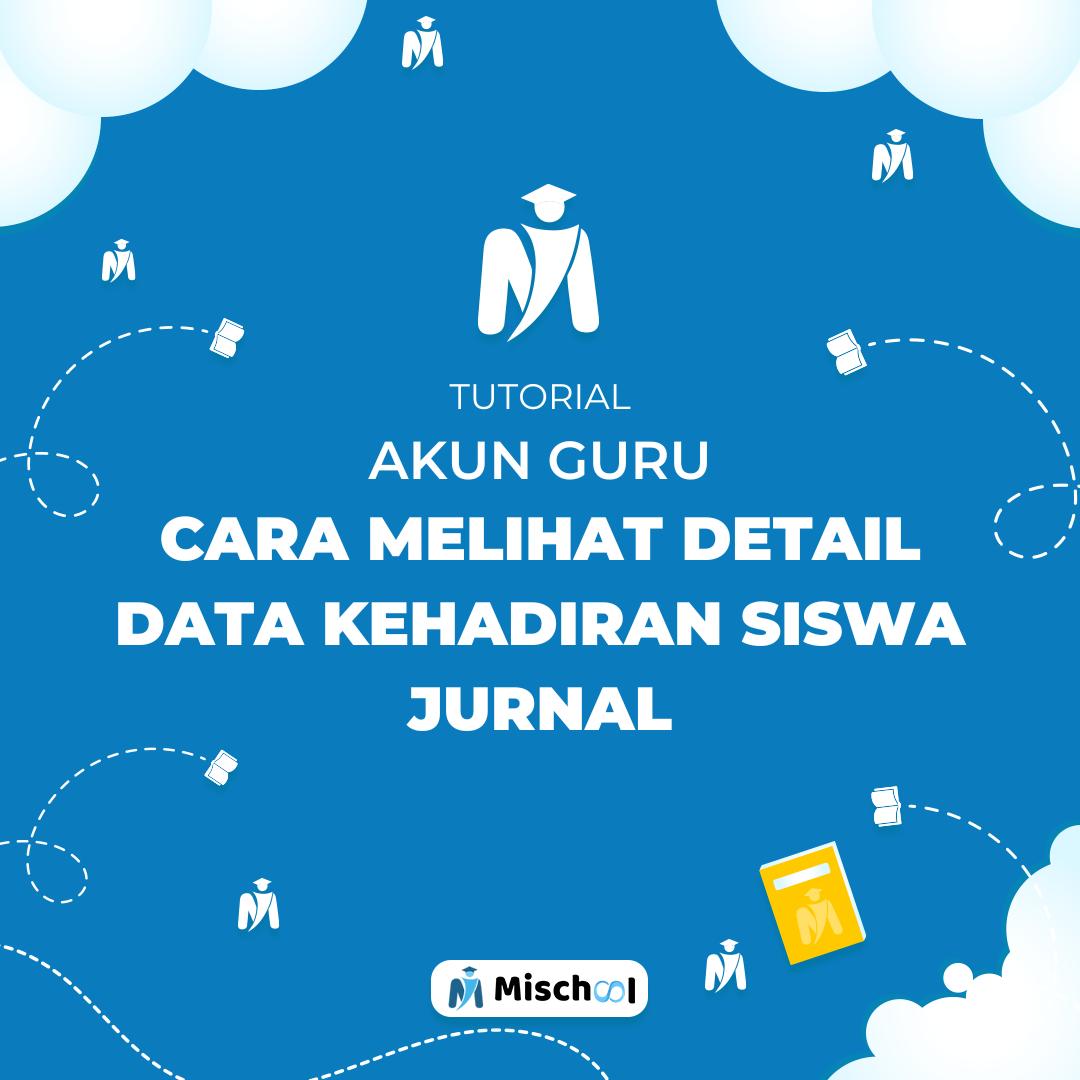 TUTORIAL
AKUN GURU
CARA MELIHAT DETAIL
DATA KEHADIRAN SISWA
JURNAL
Mischool